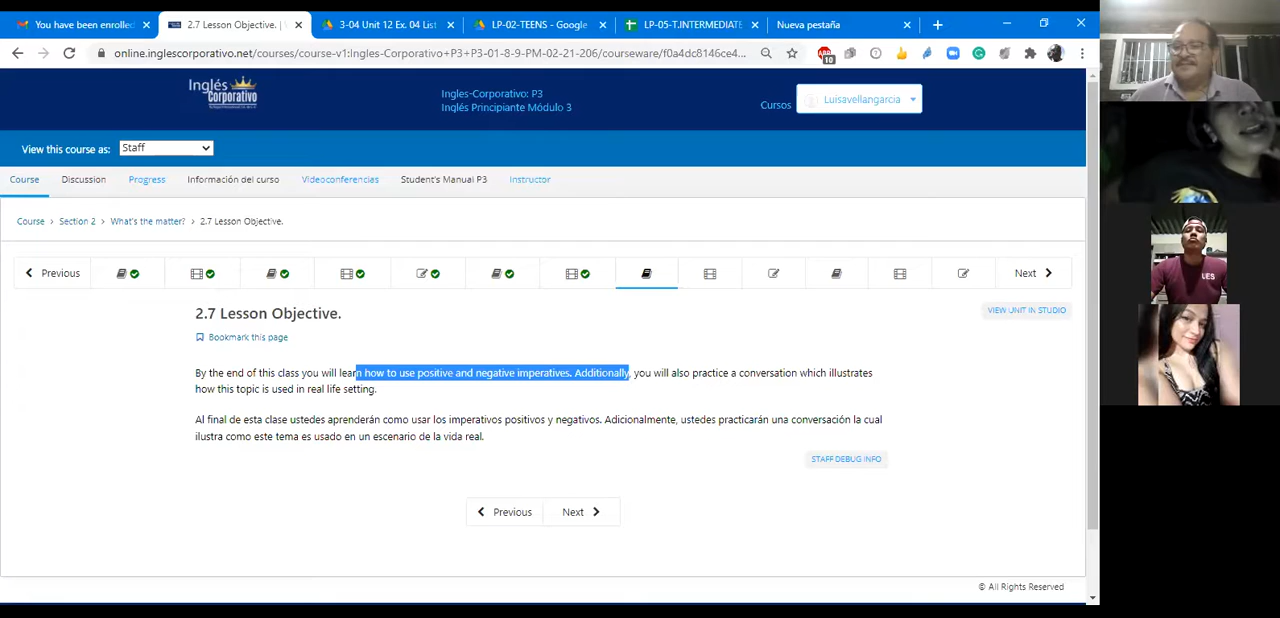 You have been enrolled
2.7 Lesson Objective. |
3-04 Unit 12 Ex. 04 List
LP-02-TEENS - Google
LP-05-T.INTERMEDIATE
Nueva pestaña
online.inglescorporativo.net/courses/course-v1:Ingles-Corporativo+P3+P3-01-8-9-PM-02-21-206/courseware/f0a4dc8146ce4...
10
Inglés
Corporativo
Ingles-Corporativo: P3
Inglés Principiante Módulo 3
Cursos
Luisavellangarcia
View this course as:
Staff
Course
Discussion
Progress
Información del curso
Videoconferencias
Student's Manual P3
Instructor
Course > Section 2 > What's the matter? > 2.7 Lesson Objective.
Previous
Next
2.7 Lesson Objective.
VIEW UNIT IN STUDIO
Bookmark this page
By the end of this class you will learn how to use positive and negative imperatives. Additionally, you will also practice a conversation which illustrates
how this topic is used in real life setting.
Al final de esta clase ustedes aprenderán como usar los imperativos positivos y negativos. Adicionalmente, ustedes practicarán una conversación la cual
ilustra como este tema es usado en un escenario de la vida real.
STAFF DEBUG INFO
Previous
Next
© All Rights Reserved
UES